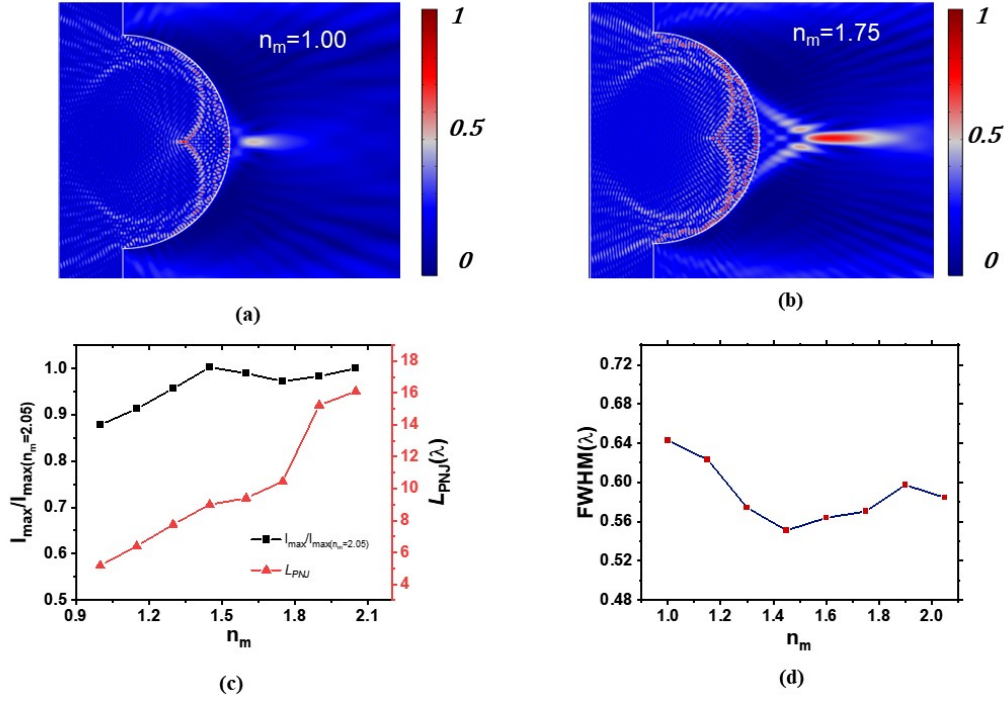 1
n_m=1.00
0.5
0
(a)
1
n_m=1.75
0.5
0
(b)
I_max/I_max(n_m=2.05)
1.0
0.9
0.8
0.7
0.6
0.5
0.9 1.2 1.5 1.8 2.1
n_m
18
16
14
12
10
8
6
4
L_PNJ(λ)
I_max/I_max(n_m=2.05)
L_PNJ
(c)
FWHM(λ)
0.72
0.68
0.64
0.60
0.56
0.52
0.48
1.0 1.2 1.4 1.6 1.8 2.0
n_m
(d)